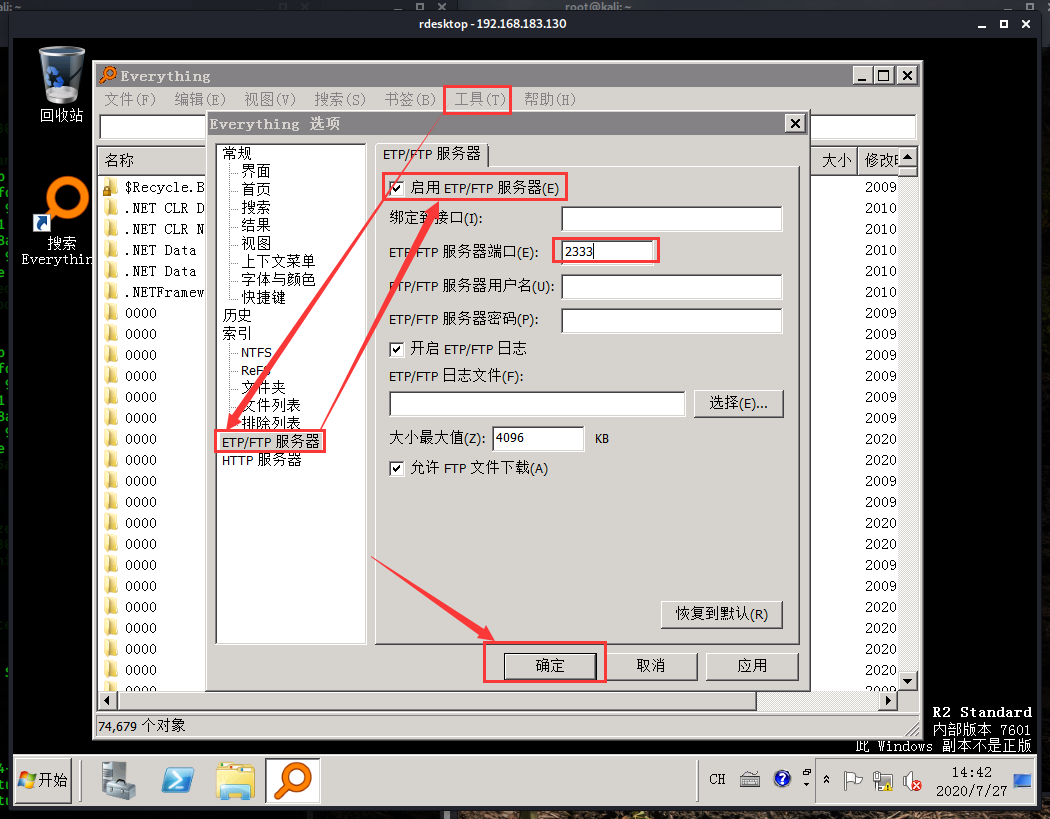 root@kali: ~
rdesktop - 192.168.183.130
回收站
搜索
Everythin
Everything
文件(F) 编辑(E) 视图(V) 搜索(S) 书签(B) 工具(T) 帮助(H)
名称 大小
$Recycle.B 2009
.NET CLR D 2010
.NET CLR N 2010
.NET Data 2010
.NET Data 2010
.NETFramew 2010
0000 2009
0000 2009
0000 2009
0000 2009
0000 2009
0000 2009
0000 2020
0000 2020
0000 2009
0000 2009
0000 2020
0000 2020
0000 2009
0000 2009
0000 2020
0000 2020
0000 2020
0000 2020
0000 2009
74,679 个对象
Everything 选项
常规
界面
首页
搜索
结果
视图
上下文菜单
字体与颜色
快捷键
历史
索引
NTFS
ReFS
文件夹
文件列表
排除列表
ETP/FTP 服务器
HTTP 服务器
ETP/FTP 服务器
启用 ETP/FTP 服务器(E)
绑定到接口(I):
ETP/FTP 服务器端口(E): 2333
ETP/FTP 服务器用户名(U):
ETP/FTP 服务器密码(P):
开启 ETP/FTP 日志
ETP/FTP 日志文件(F):
选择(E)...
大小最大值(Z): 4096 KB
允许 FTP 文件下载(A)
恢复到默认(R)
确定 取消 应用
R2 Standard
内部版本 7601
此 Windows 副本不是正版
开始
CH
14:42
2020/7/27